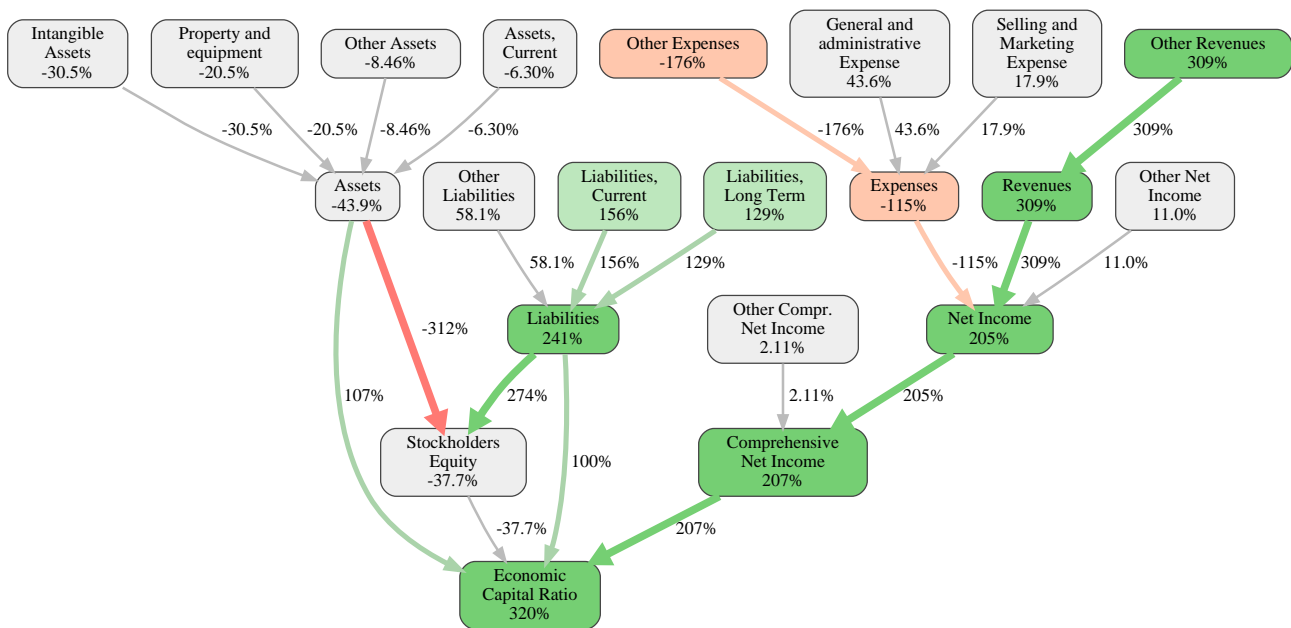 Intangible
Assets
-30.5%
Property and
equipment
-20.5%
Other Assets
-8.46%
Assets,
Current
-6.30%
Other Expenses
-176%
General and
administrative
Expense
43.6%
Selling and
Marketing
Expense
17.9%
Other Revenues
309%
-30.5%
-20.5%
-8.46%
-6.30%
-176%
43.6%
17.9%
309%
Assets
-43.9%
Other
Liabilities
58.1%
Liabilities,
Current
156%
Liabilities,
Long Term
129%
Expenses
-115%
Revenues
309%
Other Net
Income
11.0%
58.1%
156%
129%
-115%
309%
11.0%
-312%
Liabilities
241%
Other Compr.
Net Income
2.11%
Net Income
205%
107%
274%
2.11%
205%
Stockholders
Equity
-37.7%
100%
Comprehensive
Net Income
207%
-37.7%
207%
Economic
Capital Ratio
320%